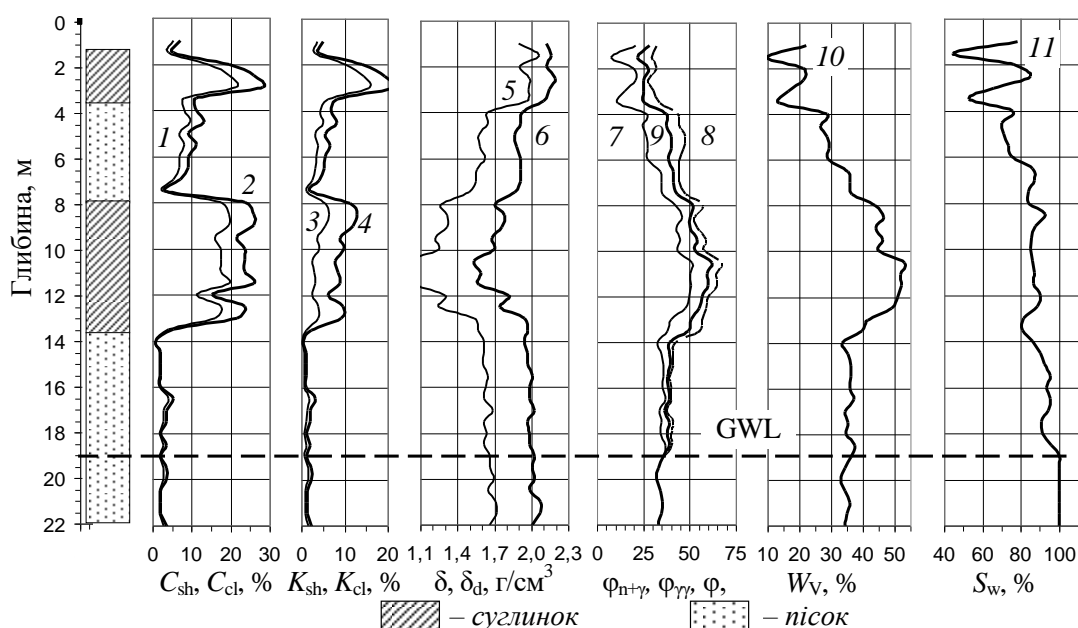 0
2
4
6
8
10
12
14
16
18
20
22
Глибина, м
1
2
3
4
5
6
7
9
8
10
11
GWL
0 10 20 30
0 10 20
1,1 1,4 1,7 2,0 2,3
0 25 50 75
10 20 30 40 50
40 60 80 100
C_sh, C_cl, %
K_sh, K_cl, %
δ, δ_d, г/см³
φ_n+γ, φ_γγ, φ,
W_V, %
S_w, %
– суглинок
– пісок